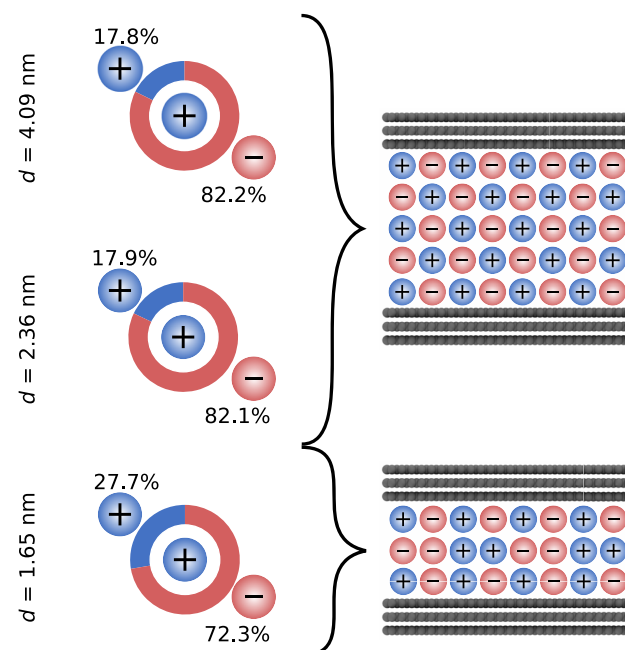 17.8%
d = 4.09 nm
82.2%
17.9%
d = 2.36 nm
82.1%
27.7%
d = 1.65 nm
72.3%